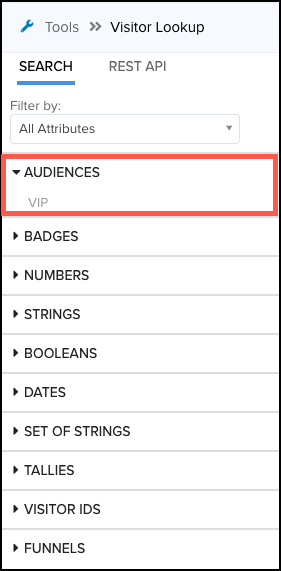 Tools >> Visitor Lookup
SEARCH REST API
Filter by:
All Attributes
AUDIENCES
VIP
BADGES
NUMBERS
STRINGS
BOOLEANS
DATES
SET OF STRINGS
TALLIES
VISITOR IDS
FUNNELS